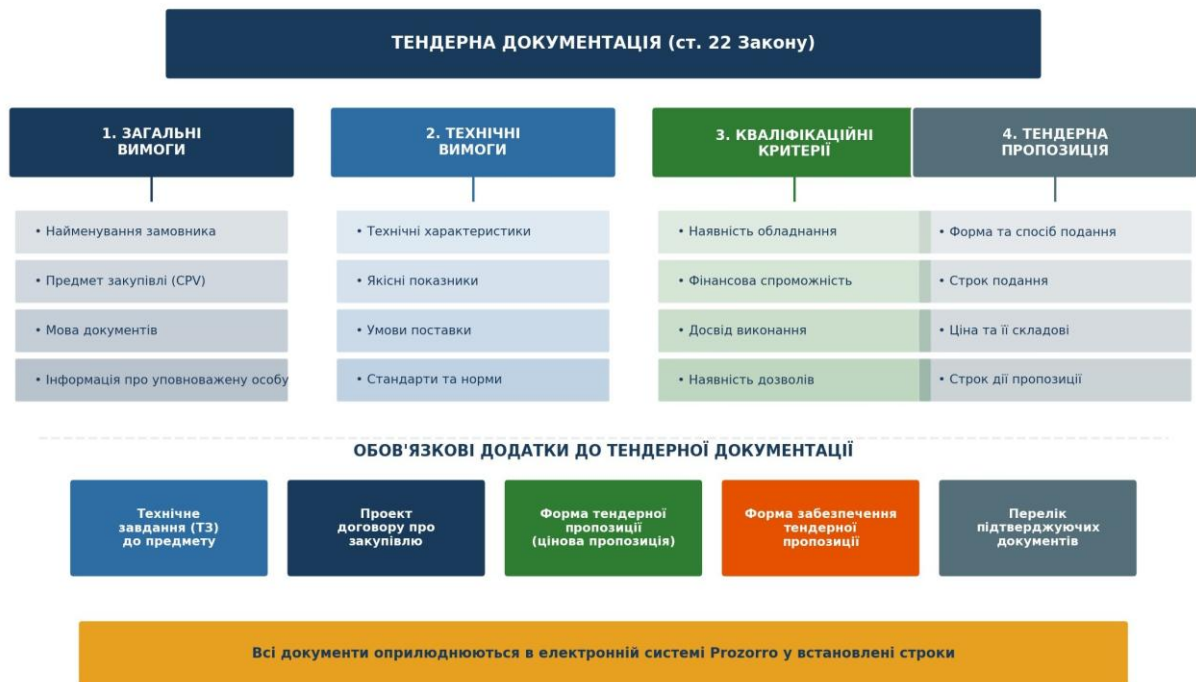 ТЕНДЕРНА ДОКУМЕНТАЦІЯ (ст. 22 Закону)
1. ЗАГАЛЬНІ
ВИМОГИ
• Найменування замовника
• Предмет закупівлі (CPV)
• Мова документів
• Інформація про уповноважену особу
2. ТЕХНІЧНІ
ВИМОГИ
• Технічні характеристики
• Якісні показники
• Умови поставки
• Стандарти та норми
3. КВАЛІФІКАЦІЙНІ
КРИТЕРІЇ
• Наявність обладнання
• Фінансова спроможність
• Досвід виконання
• Наявність дозволів
4. ТЕНДЕРНА
ПРОПОЗИЦІЯ
• Форма та спосіб подання
• Строк подання
• Ціна та її складові
• Строк дії пропозиції
ОБОВ'ЯЗКОВІ ДОДАТКИ ДО ТЕНДЕРНОЇ ДОКУМЕНТАЦІЇ
Технічне
завдання (ТЗ)
до предмету
Проект
договору про
закупівлю
Форма тендерної
пропозиції
(цінова пропозиція)
Форма забезпечення
тендерної
пропозиції
Перелік
підтверджуючих
документів
Всі документи оприлюднюються в електронній системі Prozorro у встановлені строки